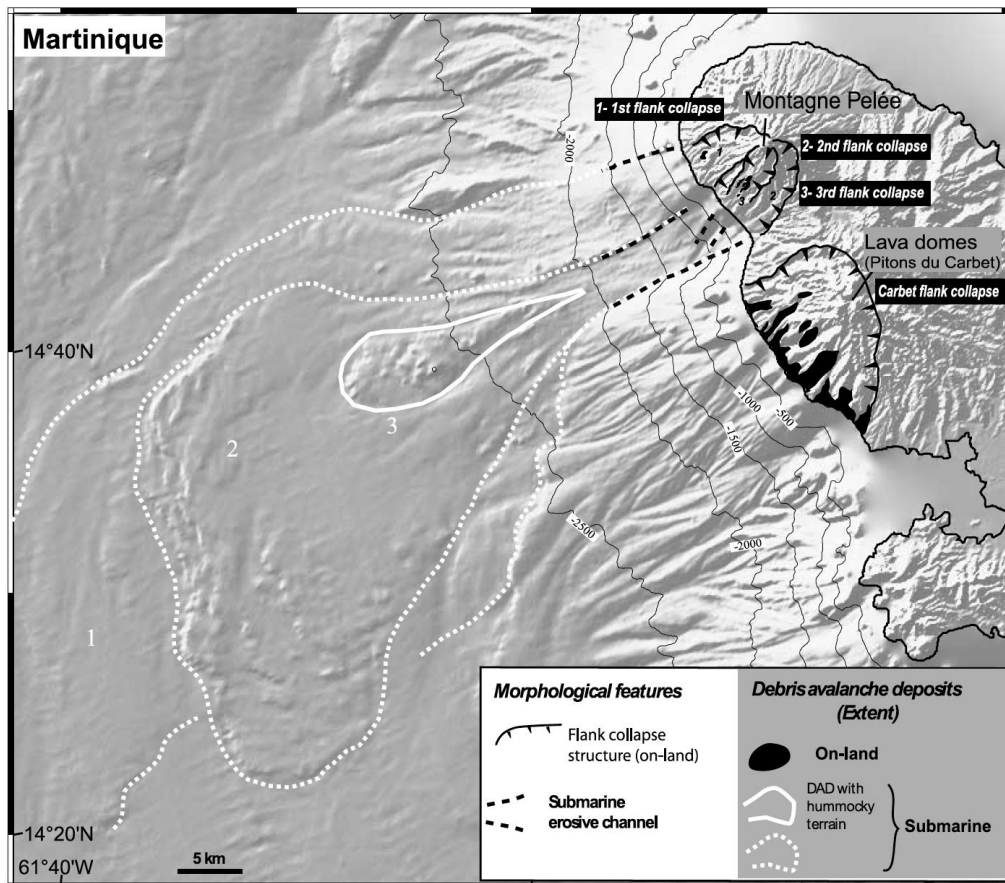 Martinique
1- 1st flank collapse
Montagne Pelée
2- 2nd flank collapse
3- 3rd flank collapse
2
3
Lava domes
(Pitons du Carbet)
Carbet flank collapse
-2000
-1000
-500
-1500
-2500
-2000
14°40'N
3
2
1
14°20'N
61°40'W
5 km
Morphological features
Flank collapse
structure (on-land)
Submarine
erosive channel
Debris avalanche deposits
(Extent)
On-land
DAD with
hummocky
terrain
Submarine